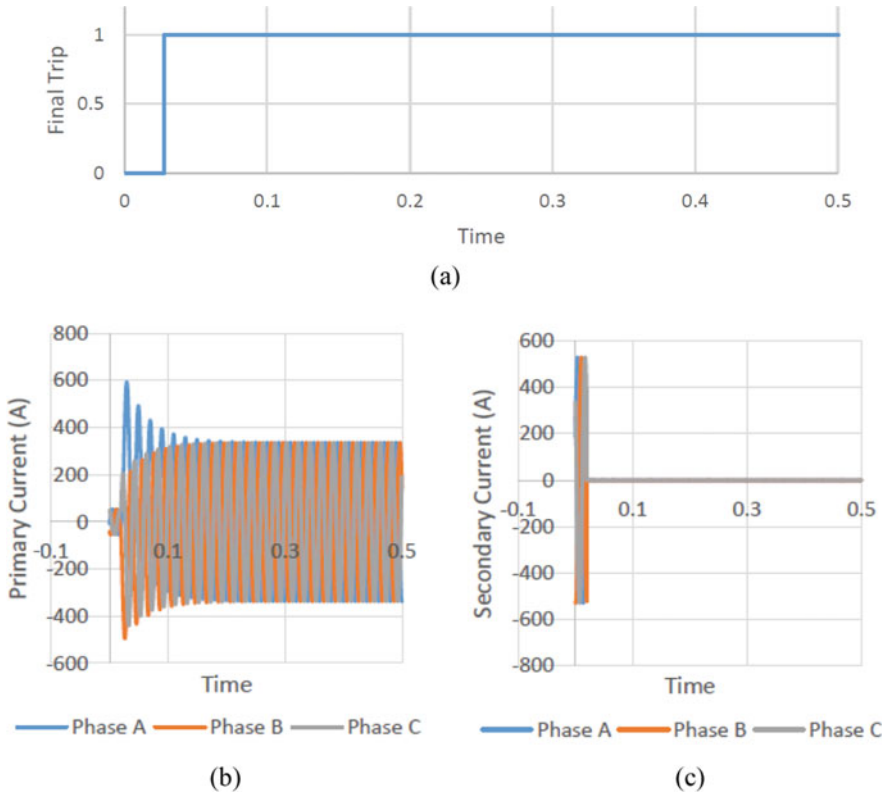 1
Final Trip
0.5
0
0 0.1 0.2 0.3 0.4 0.5
Time
(a)
800
600
400
200
0
-200
-400
-600
-0.1 0.1 0.3 0.5
Primary Current (A)
Time
Phase A Phase B Phase C
(b)
600
400
200
0
-200
-400
-600
-800
-0.1 0.1 0.3 0.5
Secondary Current (A)
Time
Phase A Phase B Phase C
(c)